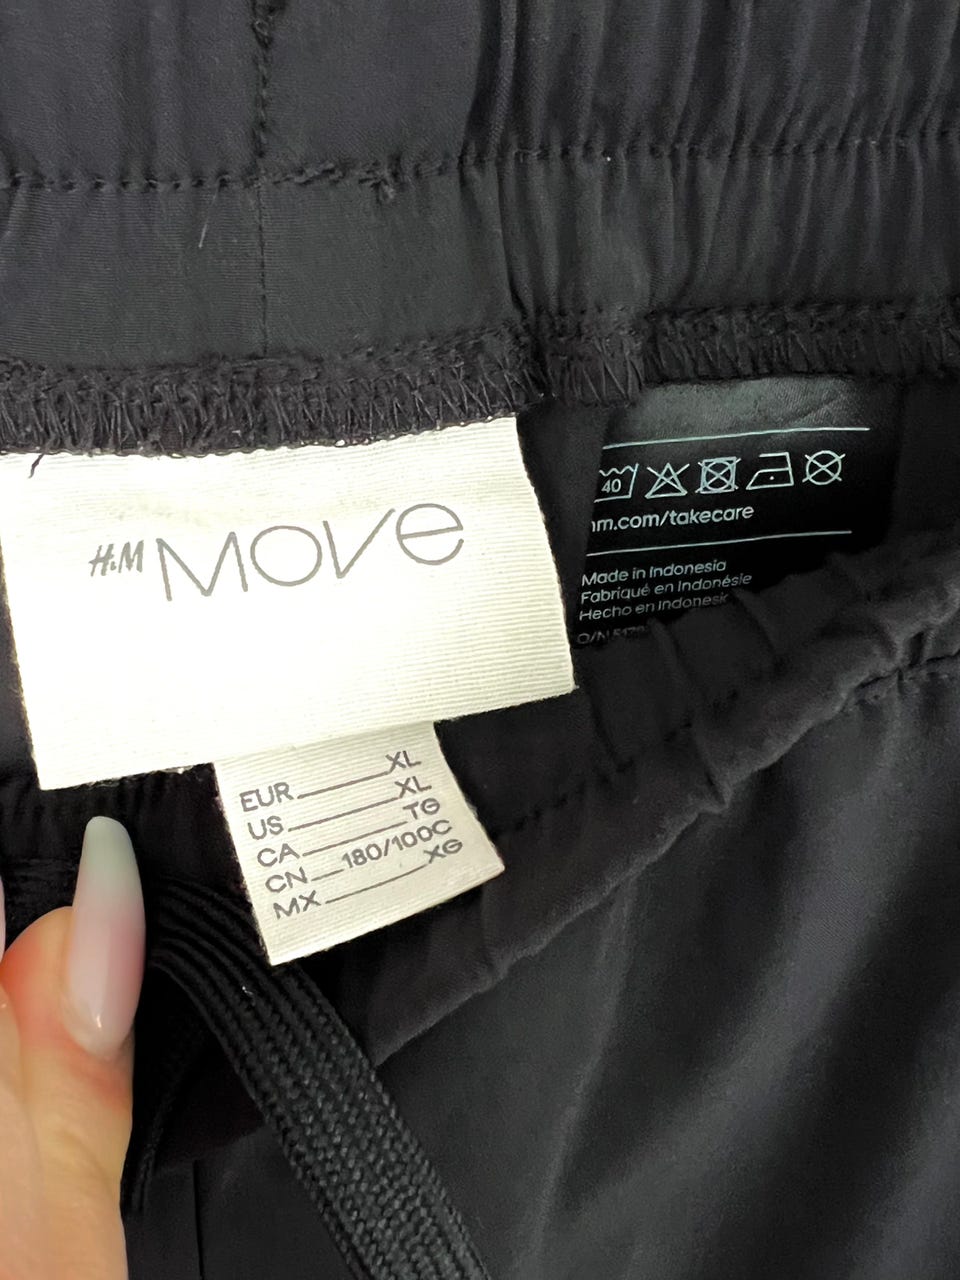 H&M MOVE
EUR XL
US XL
CA TG
CN 180/100C
MX XG
40
hm.com/takecare
Made in Indonesia
Fabriqué en Indonésie
Hecho en Indonesia
O/N